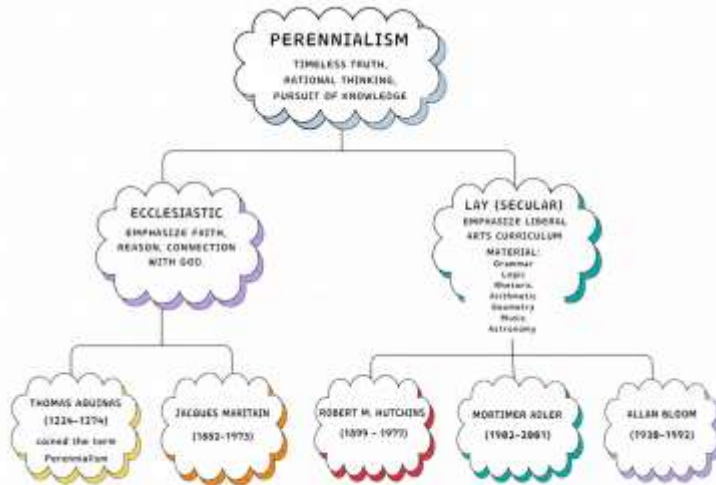 PERENNIALISM
TIMELESS TRUTH,
RATIONAL THINKING,
PURSUIT OF KNOWLEDGE
ECCLESIASTIC
EMPHASIZE FAITH,
REASON, CONNECTION
WITH GOD
LAY (SECULAR)
EMPHASIZE LIBERAL
ARTS CURRICULUM
MATERIAL:
Grammar
Logic
Rhetoric
Arithmetic
Geometry
Music
Astronomy
THOMAS AQUINAS
(1224-1274)
coined the term
Perennialism
JACQUES MARITAIN
(1882-1973)
ROBERT M. HUTCHINS
(1899 - 1977)
MORTIMER ADLER
(1902-2001)
ALLAN BLOOM
(1930-1992)